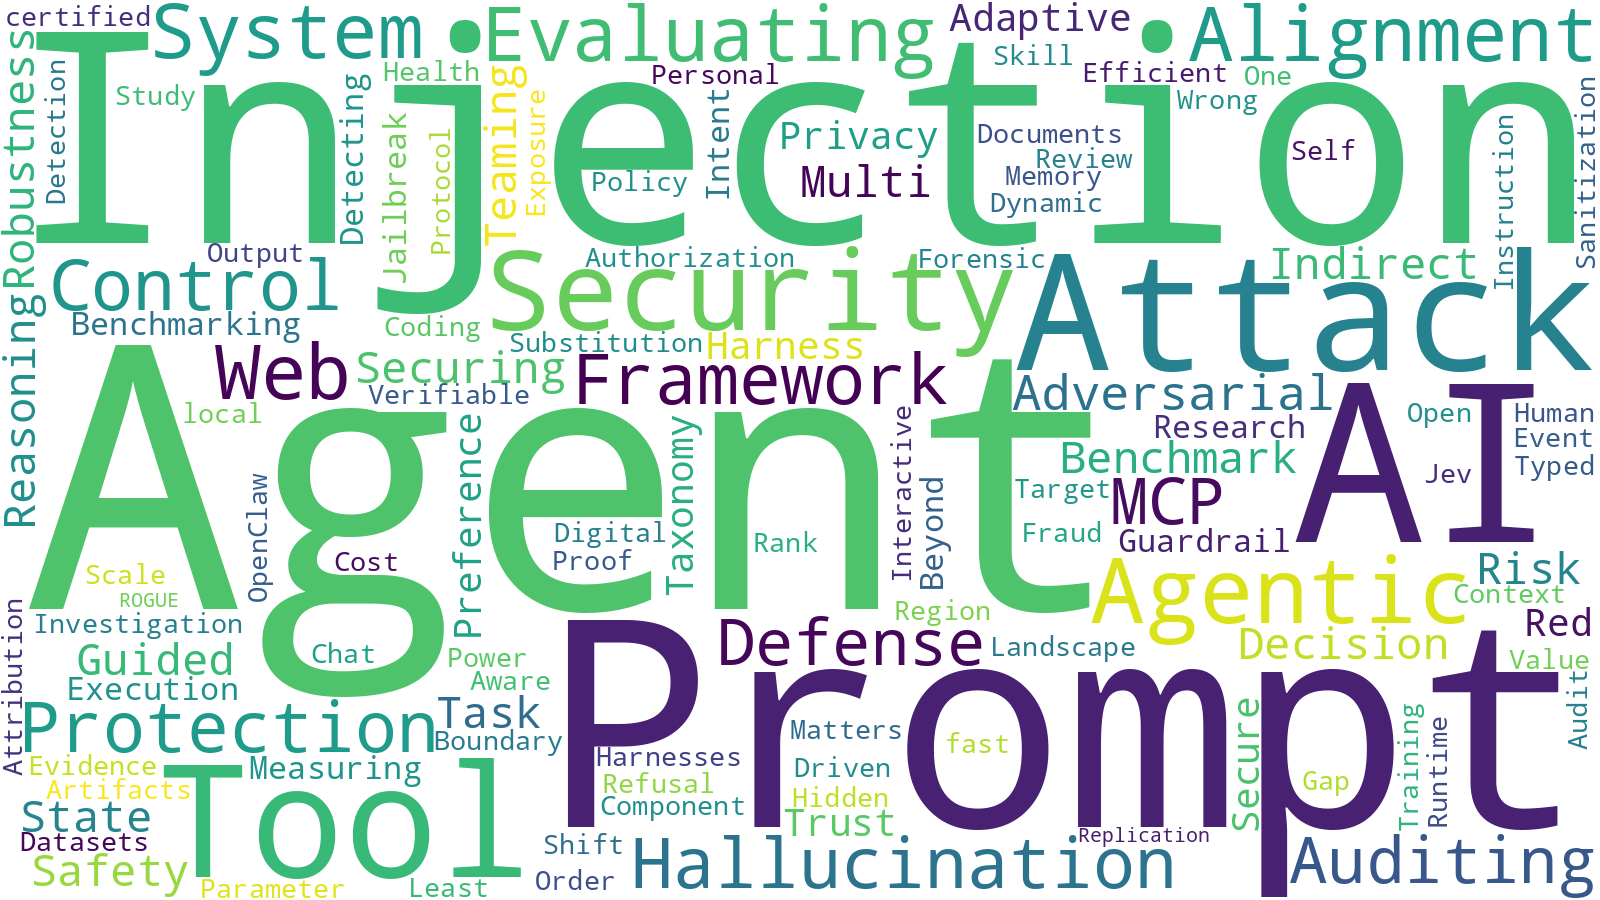 certified
System
Evaluating
Adaptive
Alignment
Injection
Robustness
Detection
Study
Detecting
Health
Jailbreak
Protocol
Teaming
Exposure
Personal
Intent
Privacy
Policy
Multi
Skill
Efficient
One
Wrong
Documents
Review
Memory
Dynamic
Self
Instruction
Sanitization
Output
Control
Benchmarking
Security
Authorization
Forensic
Indirect
Attack
Coding
Substitution
Harness
Reasoning
Web
Securing
Framework
Verifiable
local
Adversarial
Research
Open
Human
Event
Typed
Jev
Benchmark
AI
MCP
Target
Guardrail
Fraud
Agent
OpenClaw
Cost
Preference
Digital
Proof
Taxonomy
Rank
Interactive
Beyond
Scale
ROGUE
Investigation
Region
Agentic
Risk
Context
Red
Attribution
Guided
Chat
Power
Aware
Defense
Landscape
Decision
Value
Execution
Protection
Task
Boundary
Prompt
Matters
Harnesses
Driven
fast
Refusal
Hidden
Component
Trust
Secure
Gap
Training
Runtime
Audit
Evidence
Measuring
Artifacts
Tool
State
Datasets
Safety
Parameter
Least
Shift
Order
Hallucination
Replication
Auditing